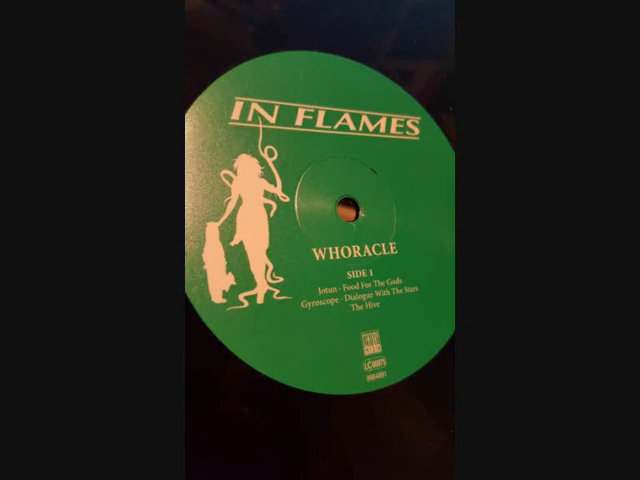 IN FLAMES
WHORACLE
SIDE 1
Jotun - Food For The Gods
Gyroscope - Dialogue With The Stars
The Hive